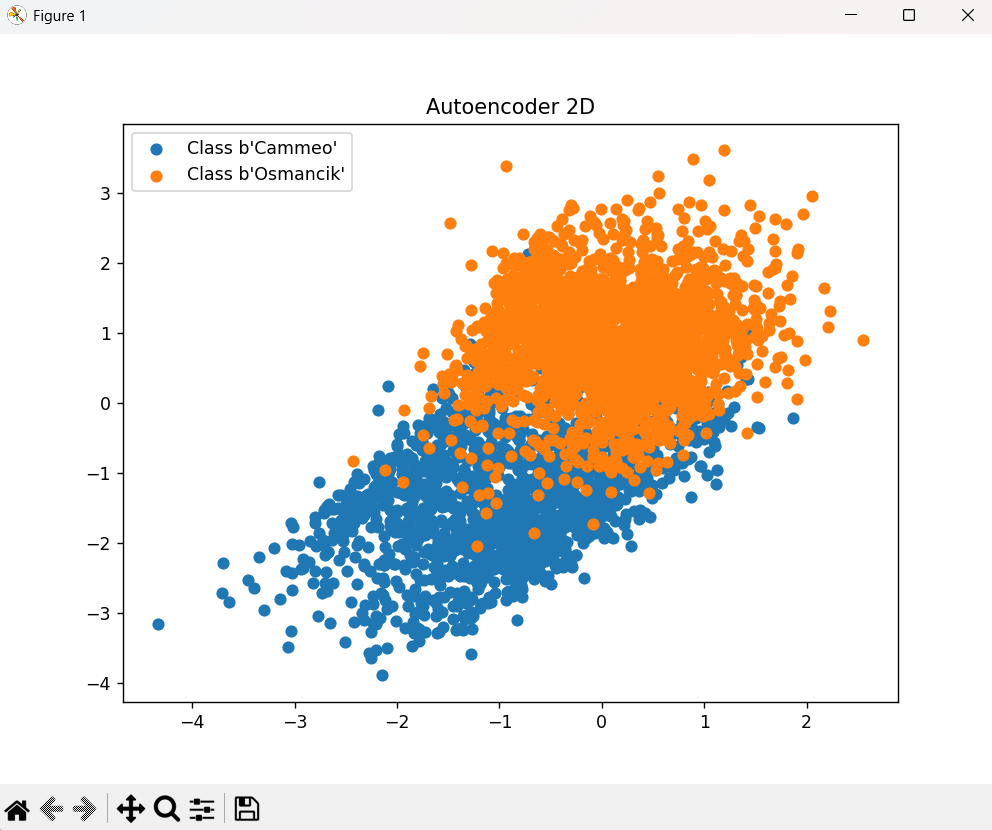 Figure 1
Autoencoder 2D
Class b'Cammeo'
Class b'Osmancik'
3
2
1
0
−1
−2
−3
−4
−4 −3 −2 −1 0 1 2